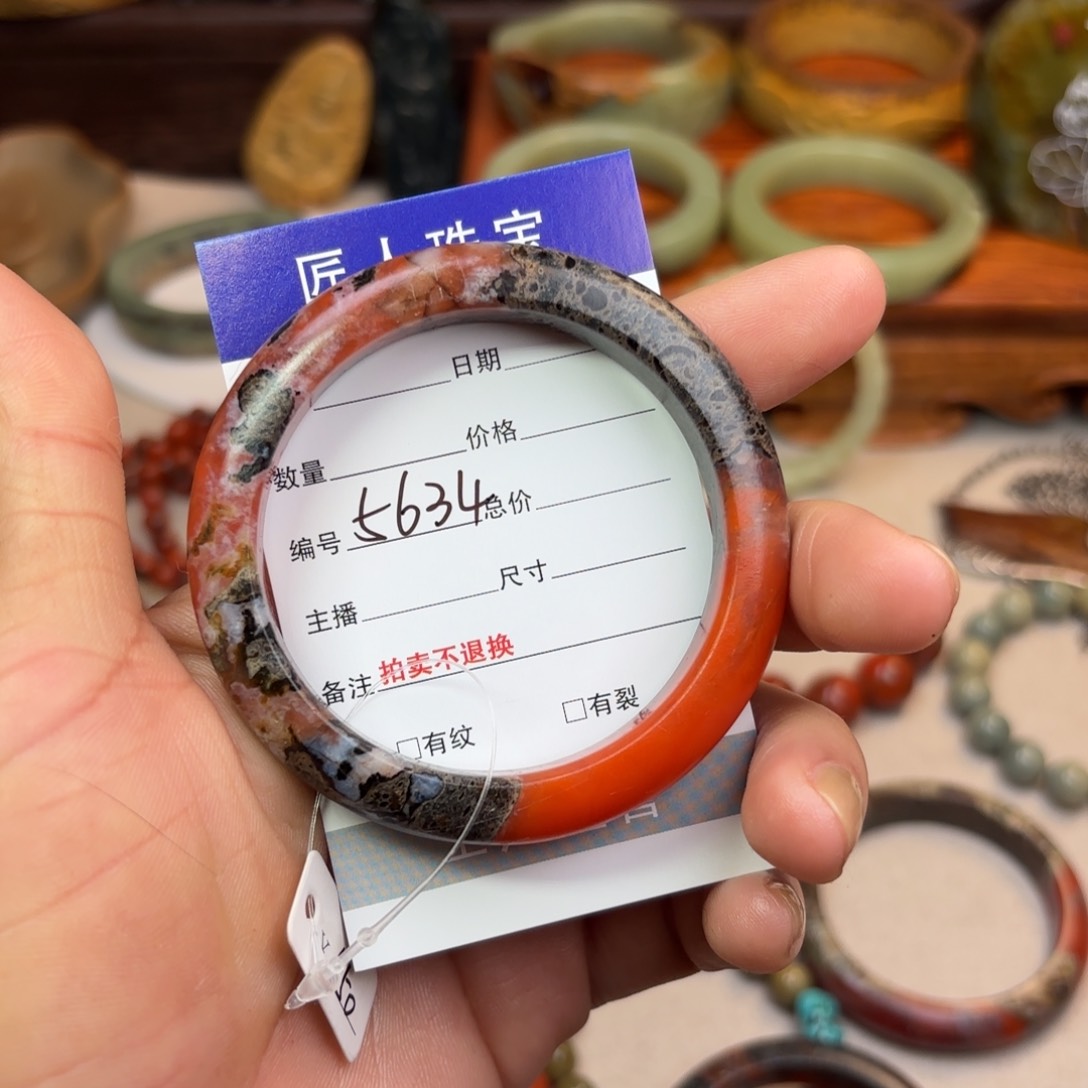 匠人珠宝
日期
数量 价格
编号 5634 总价
主播 尺寸
备注 拍卖不退换
□有纹 □有裂